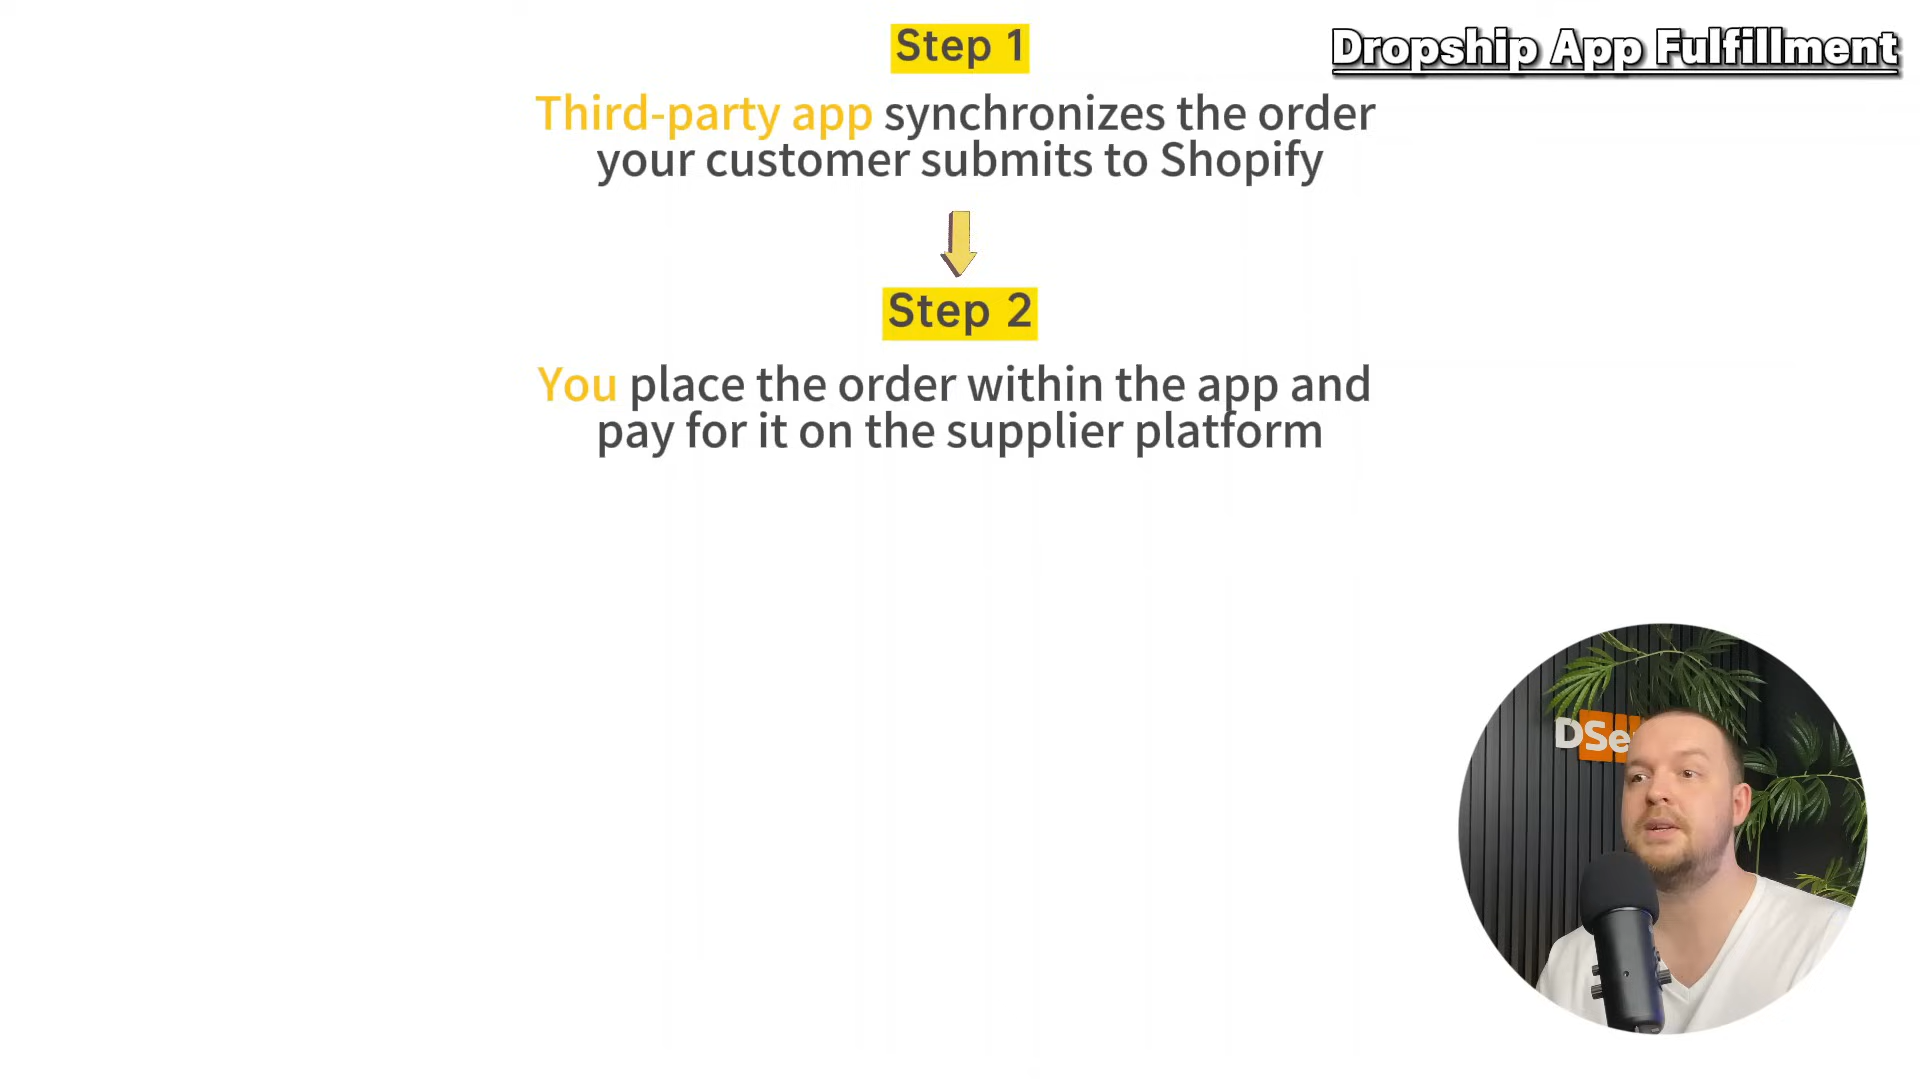 Step 1
Dropship App Fulfillment
Third-party app synchronizes the order
your customer submits to Shopify
Step 2
You place the order within the app and
pay for it on the supplier platform
DSe